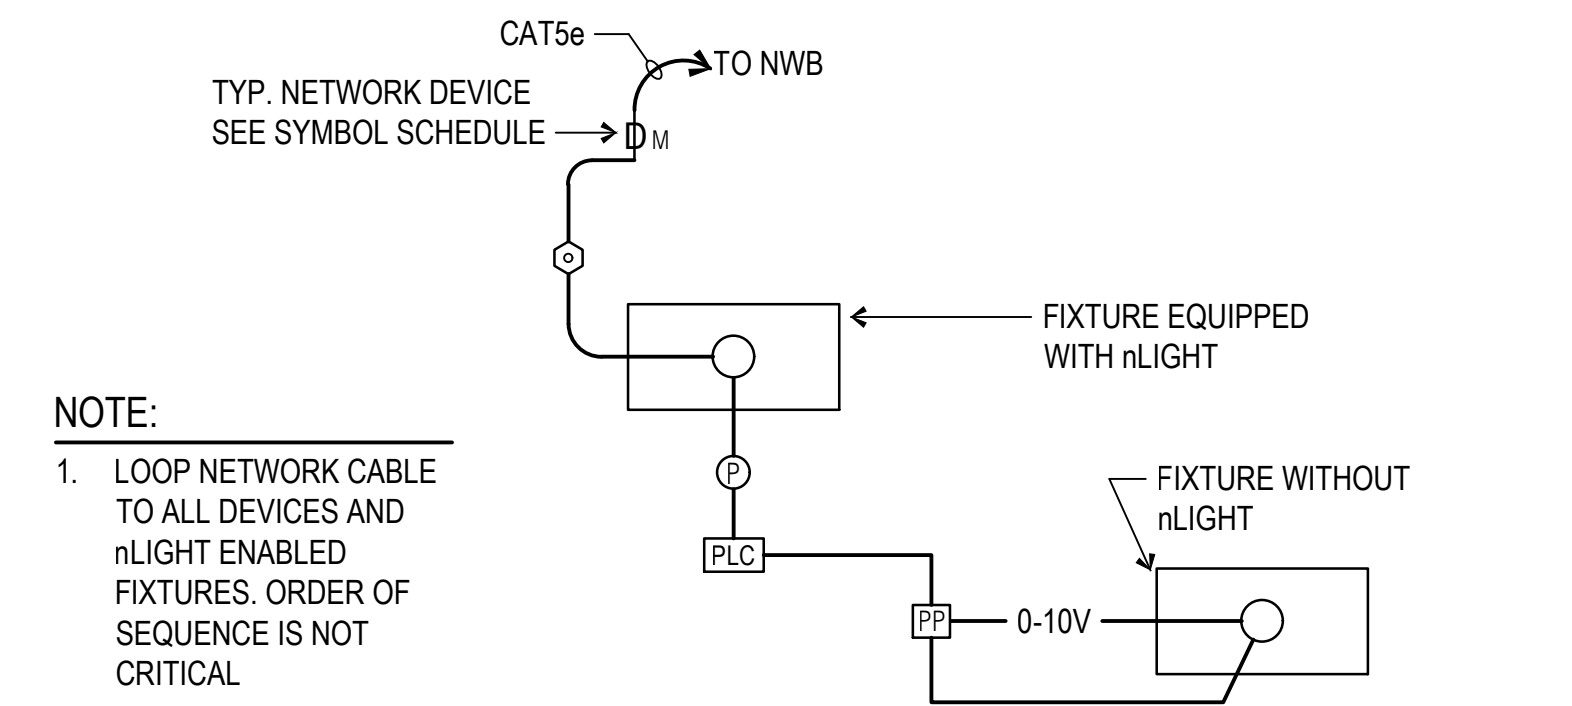 CAT5e
TO NWB
TYP. NETWORK DEVICE
SEE SYMBOL SCHEDULE
D M
FIXTURE EQUIPPED
WITH nLIGHT
NOTE:
1. LOOP NETWORK CABLE
TO ALL DEVICES AND
nLIGHT ENABLED
FIXTURES. ORDER OF
SEQUENCE IS NOT
CRITICAL
P
PLC
FIXTURE WITHOUT
nLIGHT
PP
0-10V